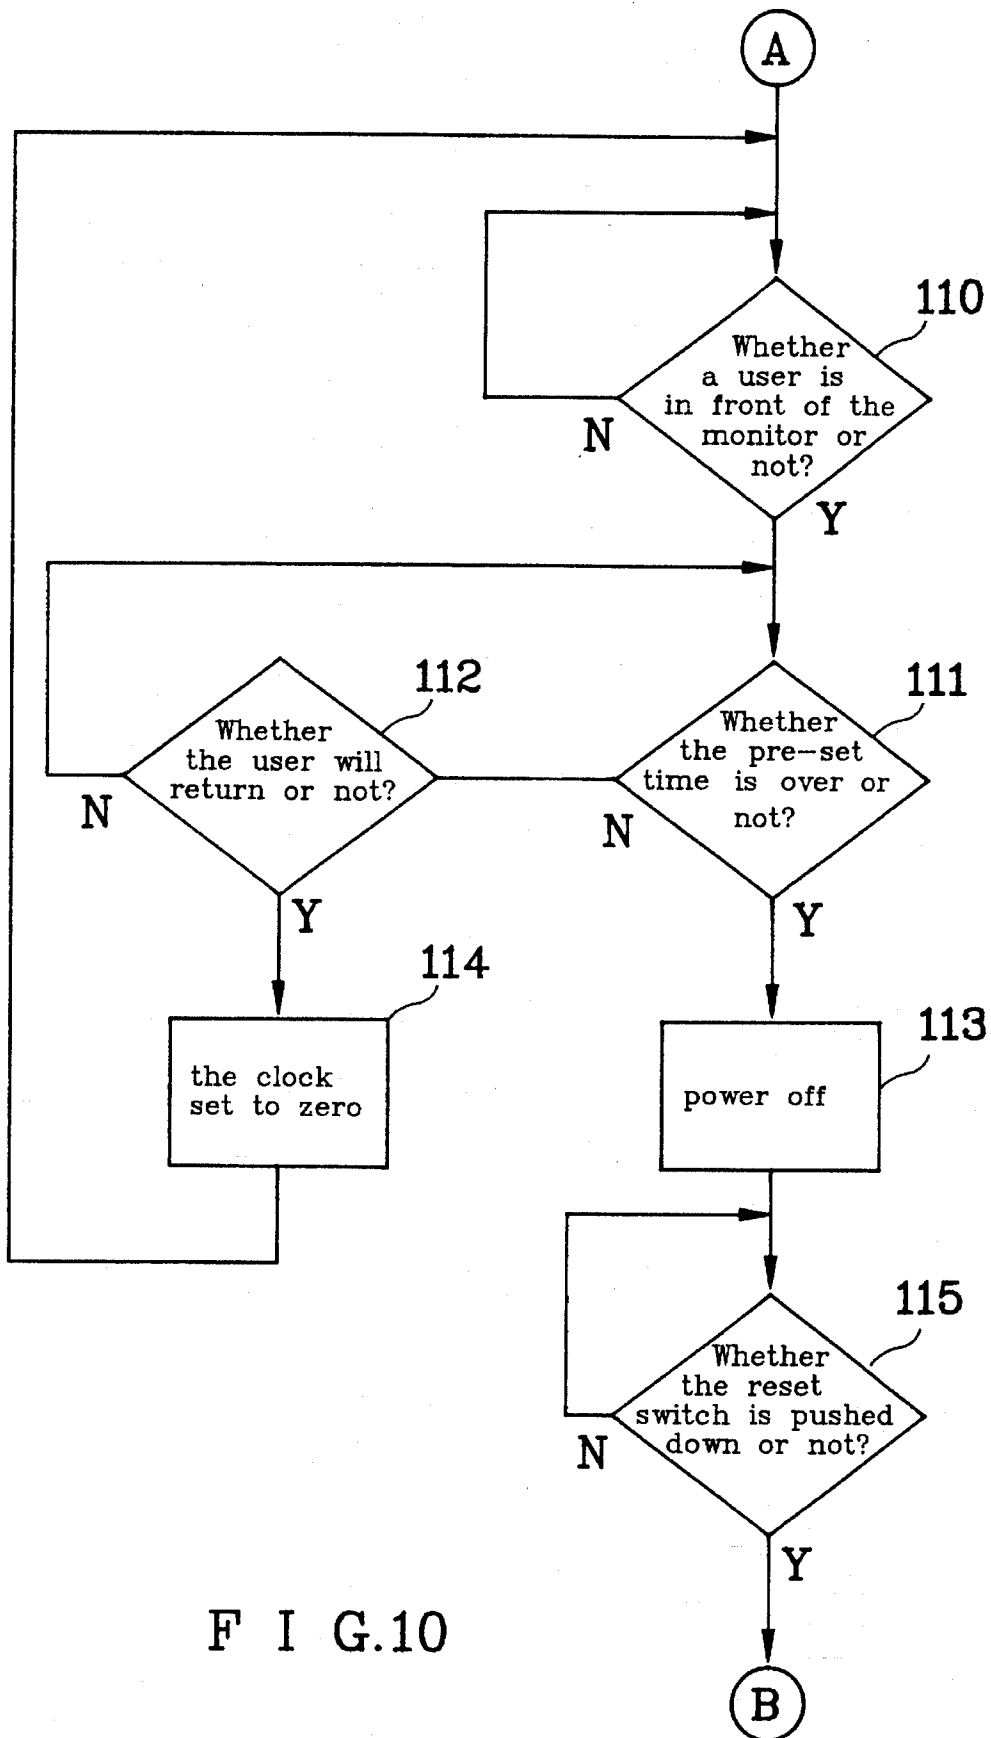 A
110
Whether
a user is
in front of the
monitor or
not?
N
Y
112
Whether
the user will
return or not?
N
Y
111
Whether
the pre-set
time is over or
not?
N
Y
114
the clock
set to zero
113
power off
115
Whether
the reset
switch is pushed
down or not?
N
Y
F I G.10
B